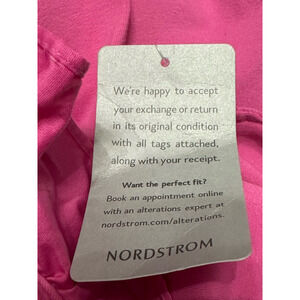 We're happy to accept
your exchange or return
in its original condition
with all tags attached,
along with your receipt.
Want the perfect fit?
Book an appointment online
with an alterations expert at
nordstrom.com/alterations.
NORDSTROM